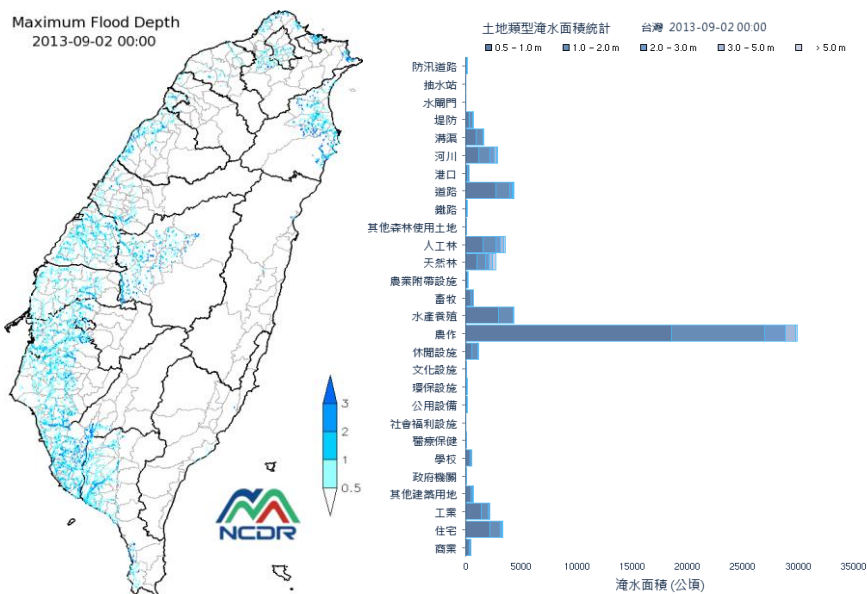 Maximum Flood Depth
2013-09-02 00:00
3
2
1
0.5
NCDR
土地類型淹水面積統計 台灣 2013-09-02 00:00
0.5 – 1.0 m 1.0 – 2.0 m 2.0 – 3.0 m 3.0 – 5.0 m > 5.0 m
防汛道路
抽水站
水閘門
堤防
溝渠
河川
港口
道路
鐵路
其他森林使用土地
人工林
天然林
農業附帶設施
畜牧
水產養殖
農作
休閒設施
文化設施
環保設施
公用設備
社會福利設施
醫療保健
學校
政府機關
其他建築用地
工業
住宅
商業
0 5000 10000 15000 20000 25000 30000 35000
淹水面積 (公頃)